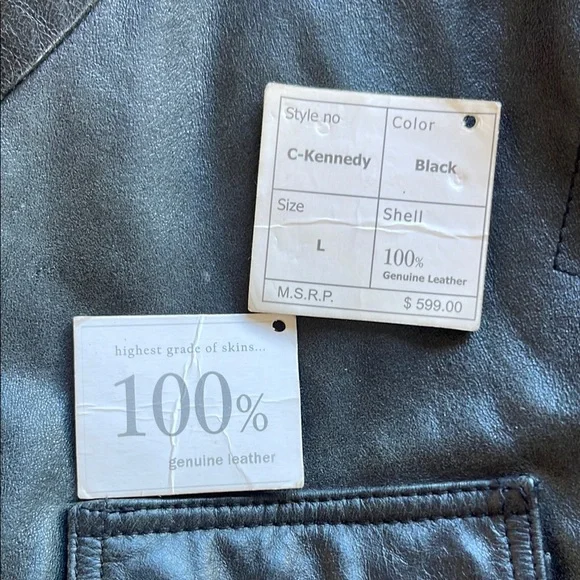 Style no
Color
C-Kennedy
Black
Size
Shell
L
100%
Genuine Leather
M.S.R.P.
$ 599.00
highest grade of skins...
100%
genuine leather